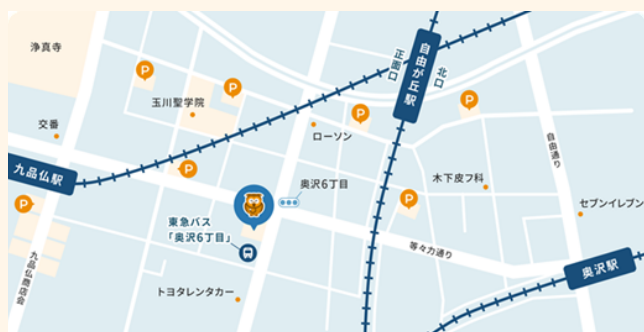 浄真寺
交番
九品仏駅
九品仏商店会
玉川聖学院
P
P
P
P
P
P
P
正面口
自由が丘駅
北口
ローソン
奥沢6丁目
東急バス
「奥沢6丁目」
トヨタレンタカー
木下皮フ科
等々力通り
自由通り
セブンイレブン
奥沢駅